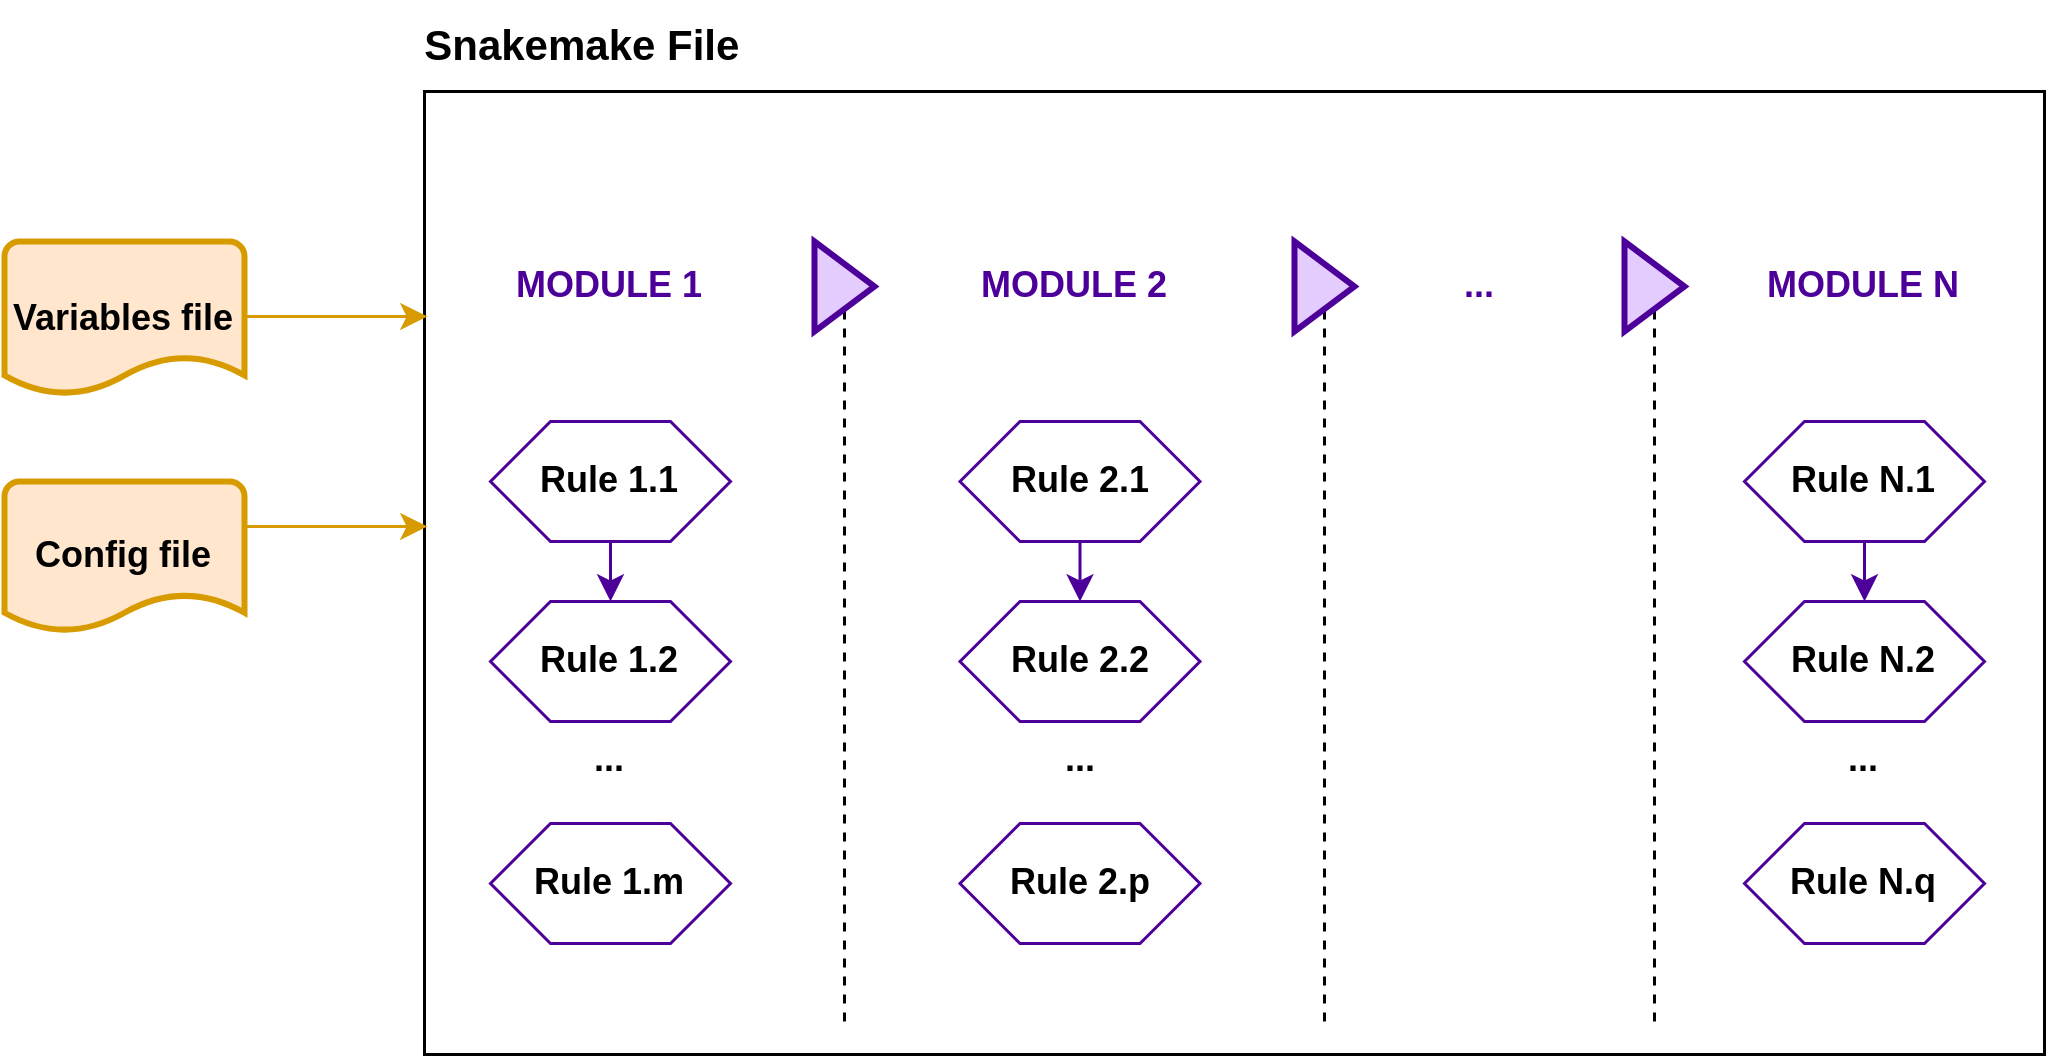 Snakemake File
Variables file
Config file
MODULE 1
MODULE 2
...
MODULE N
Rule 1.1
Rule 2.1
Rule N.1
Rule 1.2
Rule 2.2
Rule N.2
...
...
...
Rule 1.m
Rule 2.p
Rule N.q